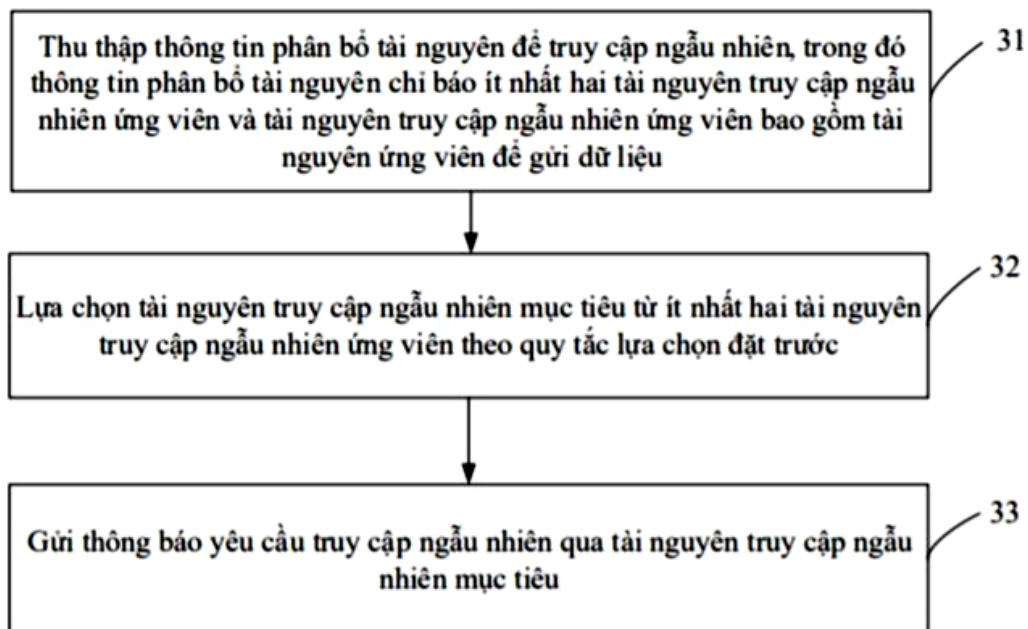 Thu thập thông tin phân bổ tài nguyên để truy cập ngẫu nhiên, trong đó
31
thông tin phân bổ tài nguyên chỉ báo ít nhất hai tài nguyên truy cập ngẫu
nhiên ứng viên và tài nguyên truy cập ngẫu nhiên ứng viên bao gồm tài
nguyên ứng viên để gửi dữ liệu
32
Lựa chọn tài nguyên truy cập ngẫu nhiên mục tiêu từ ít nhất hai tài nguyên
truy cập ngẫu nhiên ứng viên theo quy tắc lựa chọn đặt trước
33
Gửi thông báo yêu cầu truy cập ngẫu nhiên qua tài nguyên truy cập ngẫu
nhiên mục tiêu